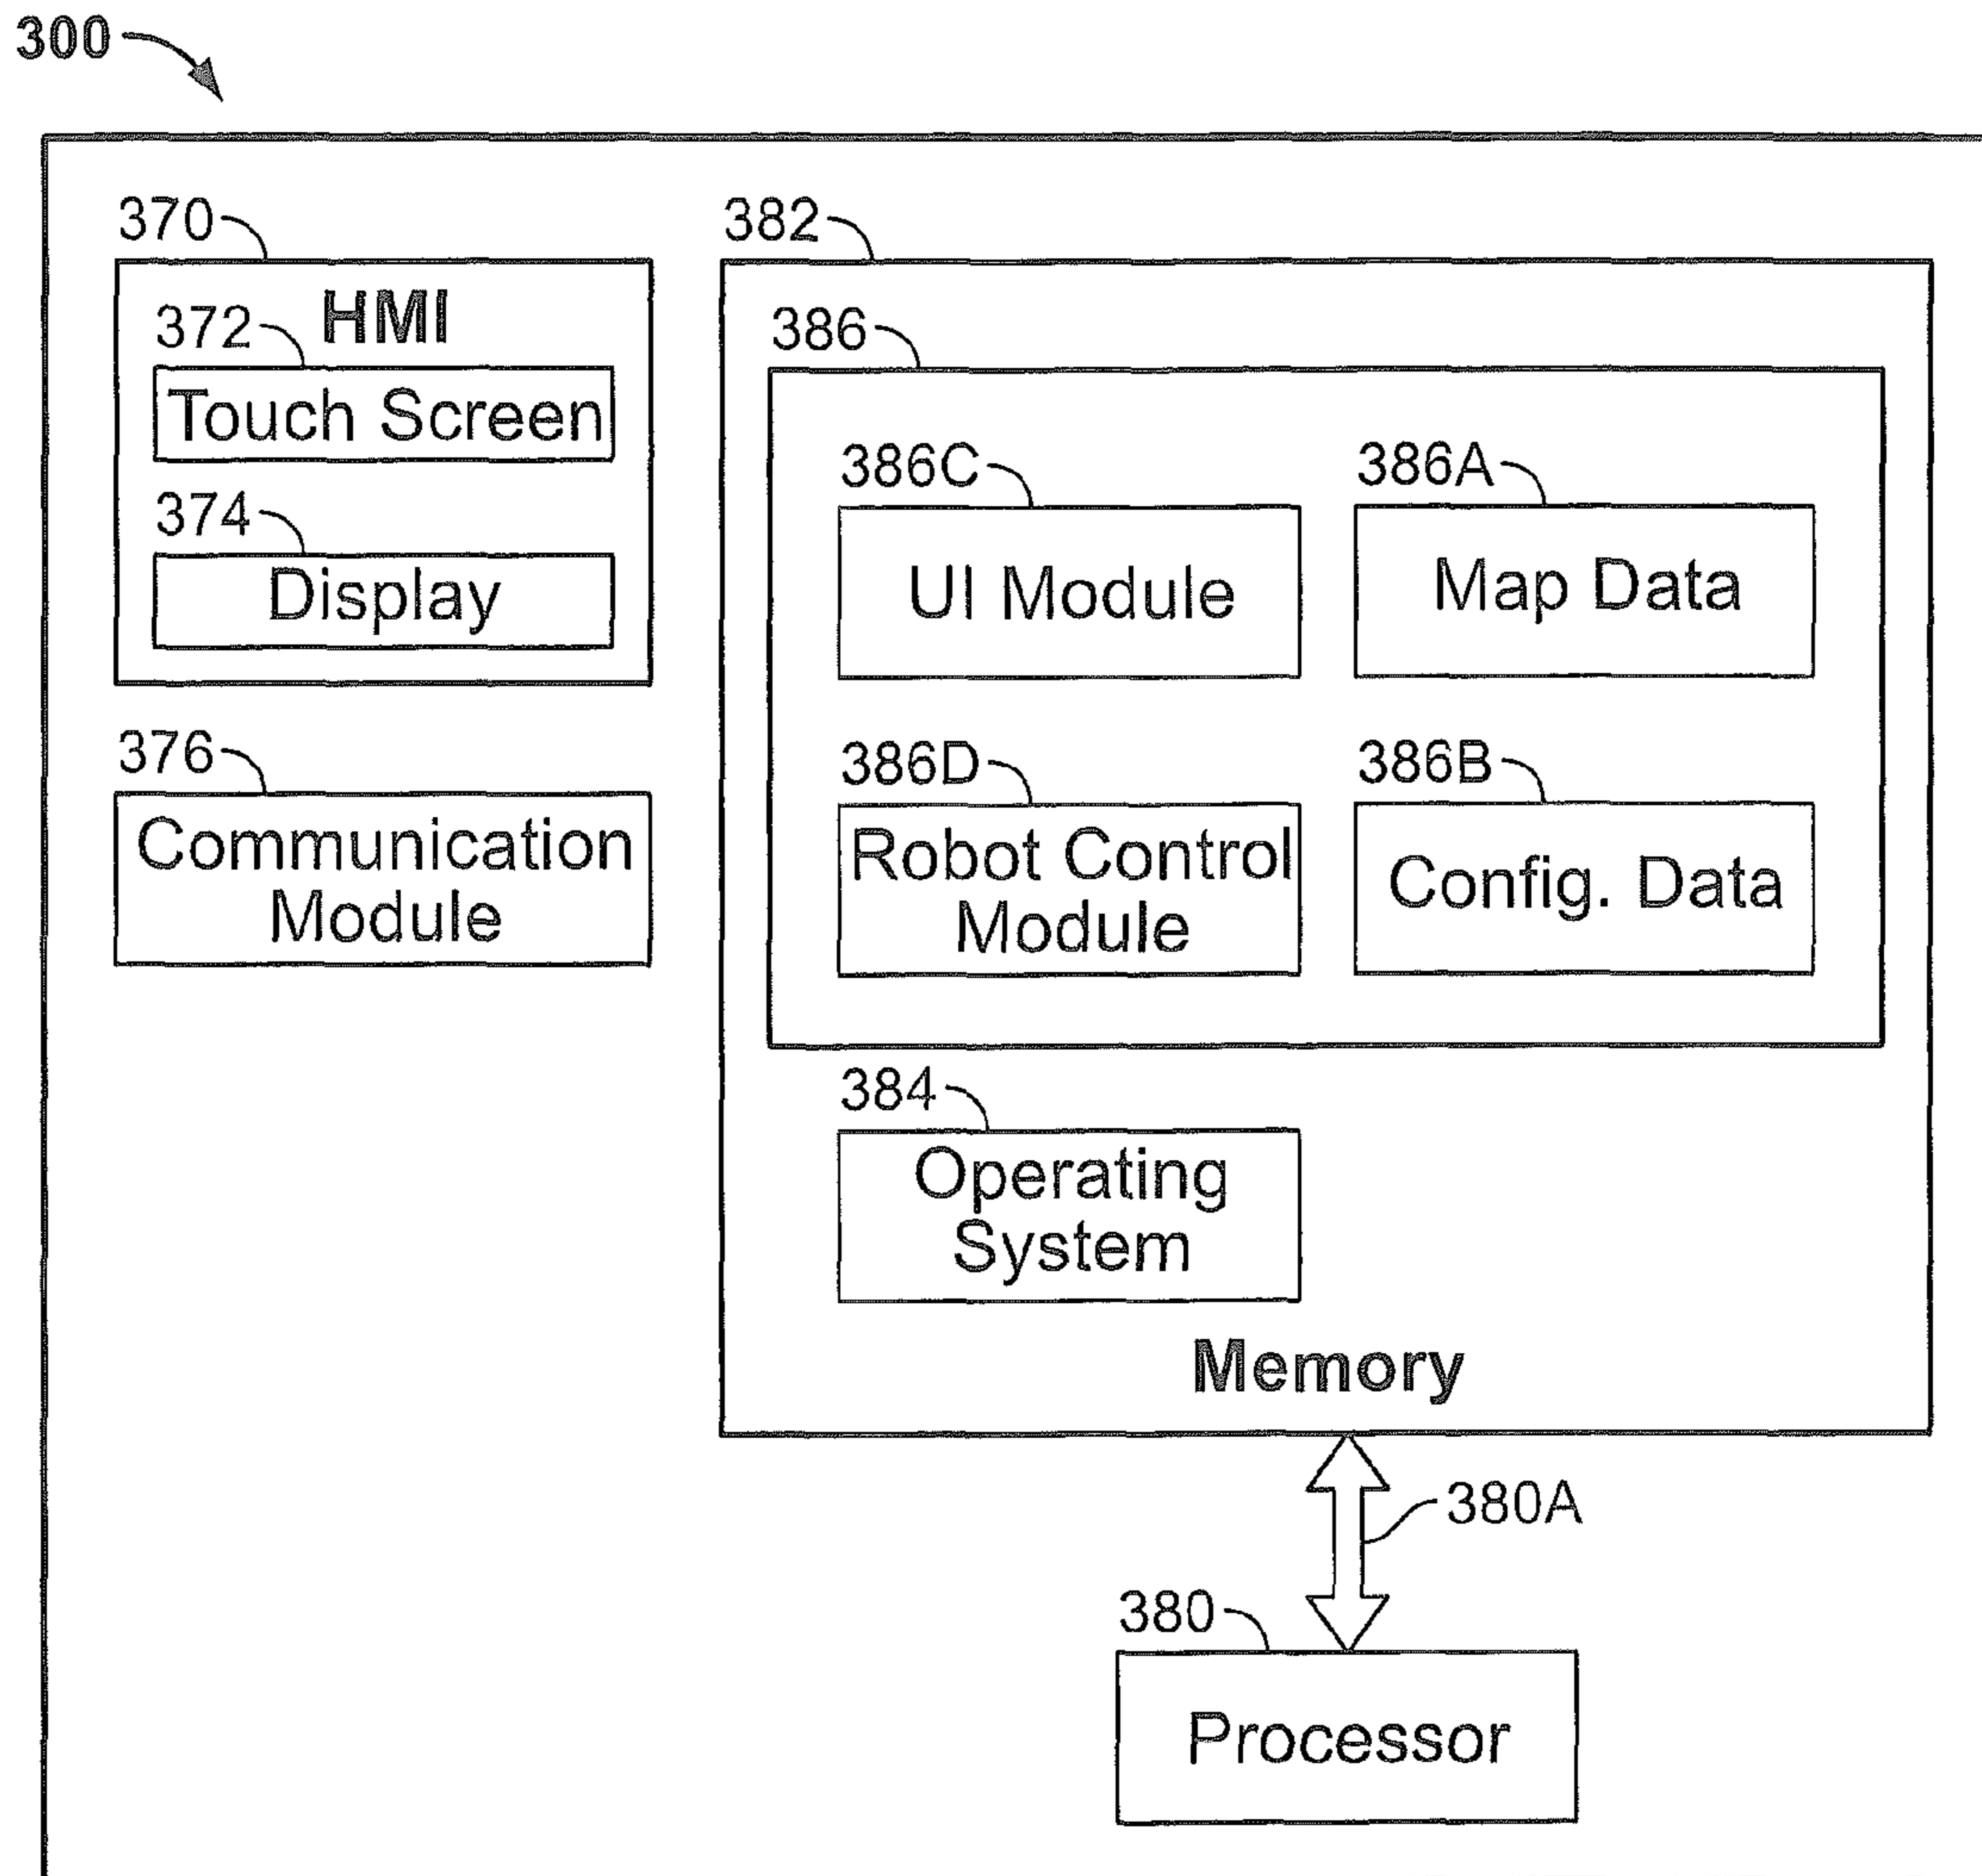 300
370
HMI
372
Touch Screen
374
Display
376
Communication
Module
382
386
386C
UI Module
386A
Map Data
386D
Robot Control
Module
386B
Config. Data
384
Operating
System
Memory
380A
380
Processor